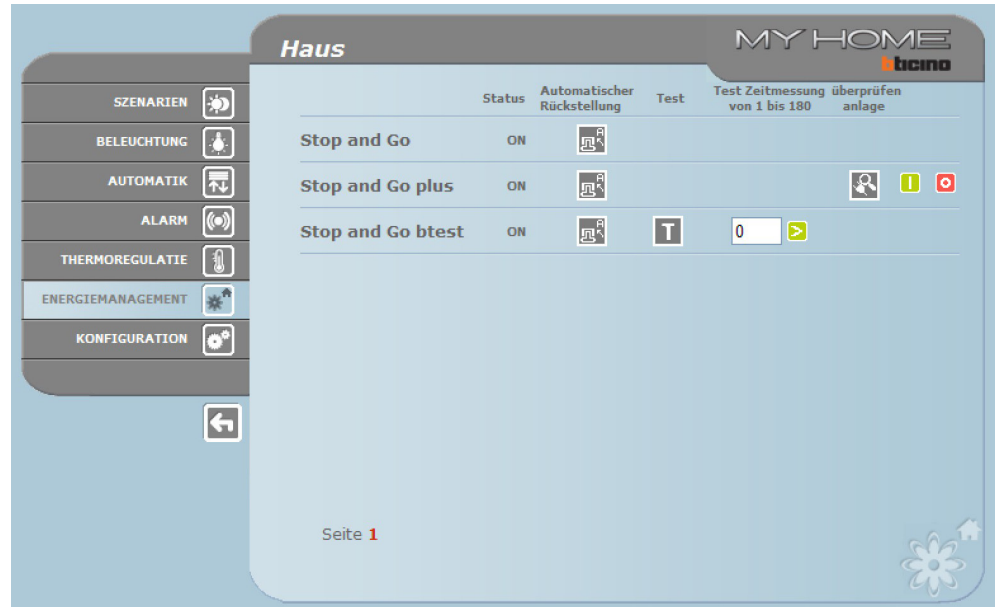 Haus
MY HOME
bticino
SZENARIEN
BELEUCHTUNG
AUTOMATIK
ALARM
THERMOREGULATIE
ENERGIEMANAGEMENT
KONFIGURATION
Status Automatischer Rückstellung Test Test Zeitmessung von 1 bis 180 überprüfen anlage
Stop and Go ON A
Stop and Go plus ON A
Stop and Go btest ON A T 0 >
Seite 1